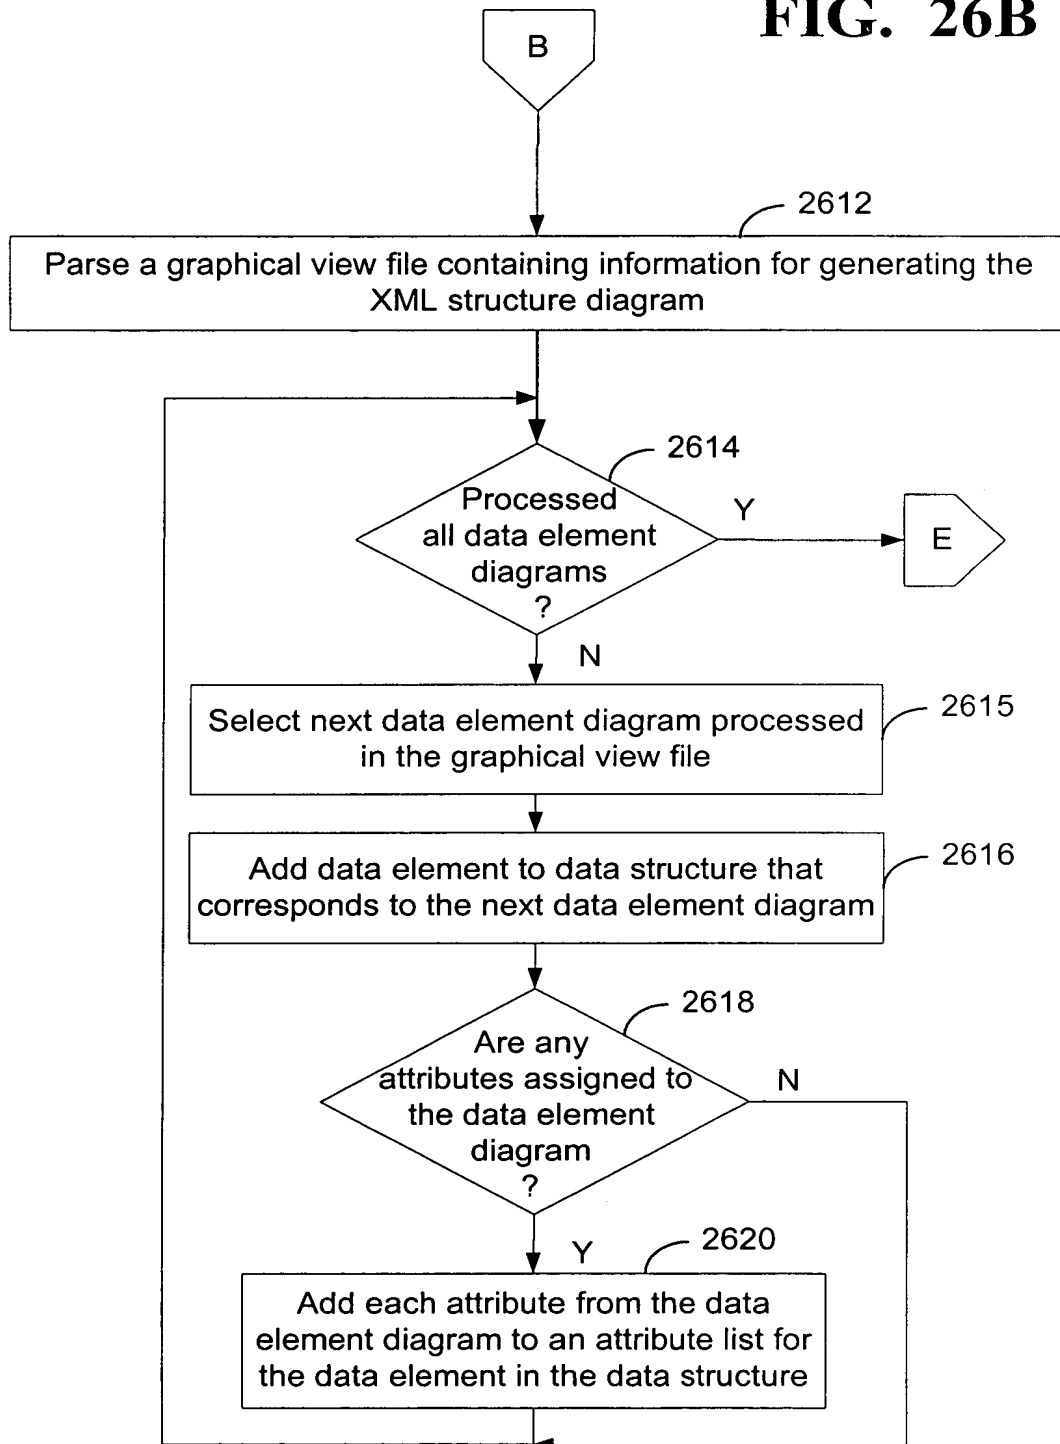 FIG. 26B
B
2612
Parse a graphical view file containing information for generating the
XML structure diagram
2614
Processed
all data element
diagrams
?
Y
E
N
2615
Select next data element diagram processed
in the graphical view file
2616
Add data element to data structure that
corresponds to the next data element diagram
2618
Are any
attributes assigned to
the data element
diagram
?
N
Y
2620
Add each attribute from the data
element diagram to an attribute list for
the data element in the data structure